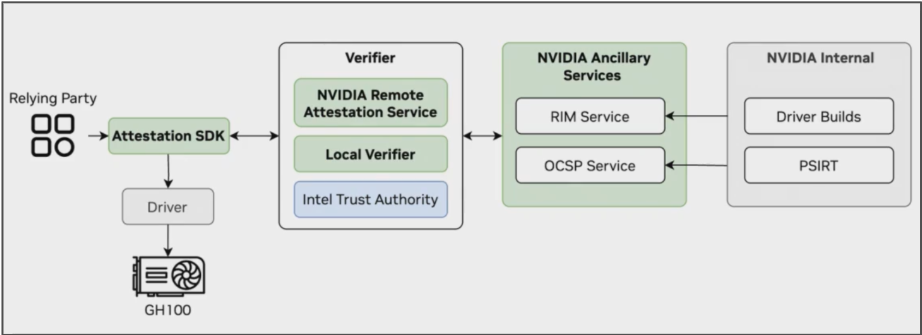 Relying Party
Attestation SDK
Driver
GH100
Verifier
NVIDIA Remote
Attestation Service
Local Verifier
Intel Trust Authority
NVIDIA Ancillary
Services
RIM Service
OCSP Service
NVIDIA Internal
Driver Builds
PSIRT